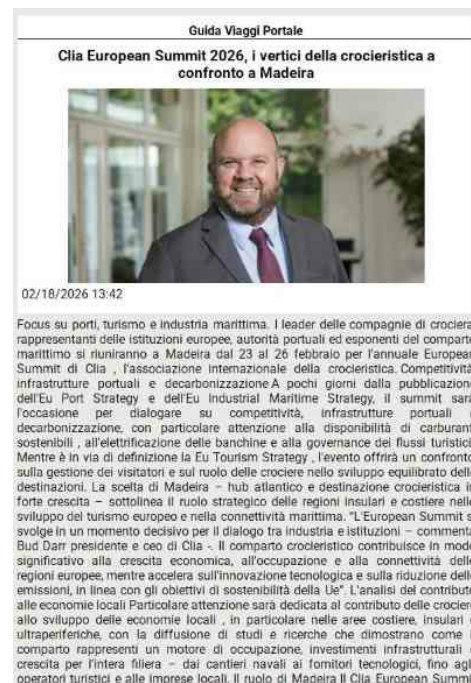 Guida Viaggi Portale
Clia European Summit 2026, i vertici della crocieristica a
confronto a Madeira
02/18/2026 13:42
Focus su porti, turismo e industria marittima. I leader delle compagnie di crociera
rappresentanti delle istituzioni europee, autorità portuali ed esponenti del comparto
marittimo si riuniranno a Madeira dal 23 al 26 febbraio per l'annuale European
Summit di Clia , l'associazione internazionale della crocieristica. Competitività
infrastrutture portuali e decarbonizzazione A pochi giorni dalla pubblicazione
dell'Eu Port Strategy e dell'Eu Industrial Maritime Strategy, il summit sarà
l'occasione per dialogare su competitività, infrastrutture portuali
decarbonizzazione, con particolare attenzione alla disponibilità di carburant
sostenibili , all'elettrificazione delle banchine e alla governance dei flussi turistici
Mentre è in via di definizione la Eu Tourism Strategy , l'evento offrirà un confronto
sulla gestione dei visitatori e sul ruolo delle crociere nello sviluppo equilibrato dell
destinazioni. La scelta di Madeira – hub atlantico e destinazione crocieristica i
forte crescita – sottolinea il ruolo strategico delle regioni insulari e costiere nell
sviluppo del turismo europeo e nella connettività marittima. "L'European Summit s
svolge in un momento decisivo per il dialogo tra industria e istituzioni – comment
Bud Darr presidente e ceo di Clia -. Il comparto crocieristico contribuisce in mod
significativo alla crescita economica, all'occupazione e alla connettività dell
regioni europee, mentre accelera sull'innovazione tecnologica e sulla riduzione dell
emissioni, in linea con gli obiettivi di sostenibilità della Ue". L'analisi del contribut
alle economie locali Particolare attenzione sarà dedicata al contributo delle crocier
allo sviluppo delle economie locali , in particolare nelle aree costiere, insulari
ultraperiferiche, con la diffusione di studi e ricerche che dimostrano come
comparto rappresenti un motore di occupazione, investimenti infrastrutturali
crescita per l'intera filiera – dai cantieri navali ai fornitori tecnologici, fino agl
operatori turistici e alle imprese locali. Il ruolo di Madeira Il Clia European Summi